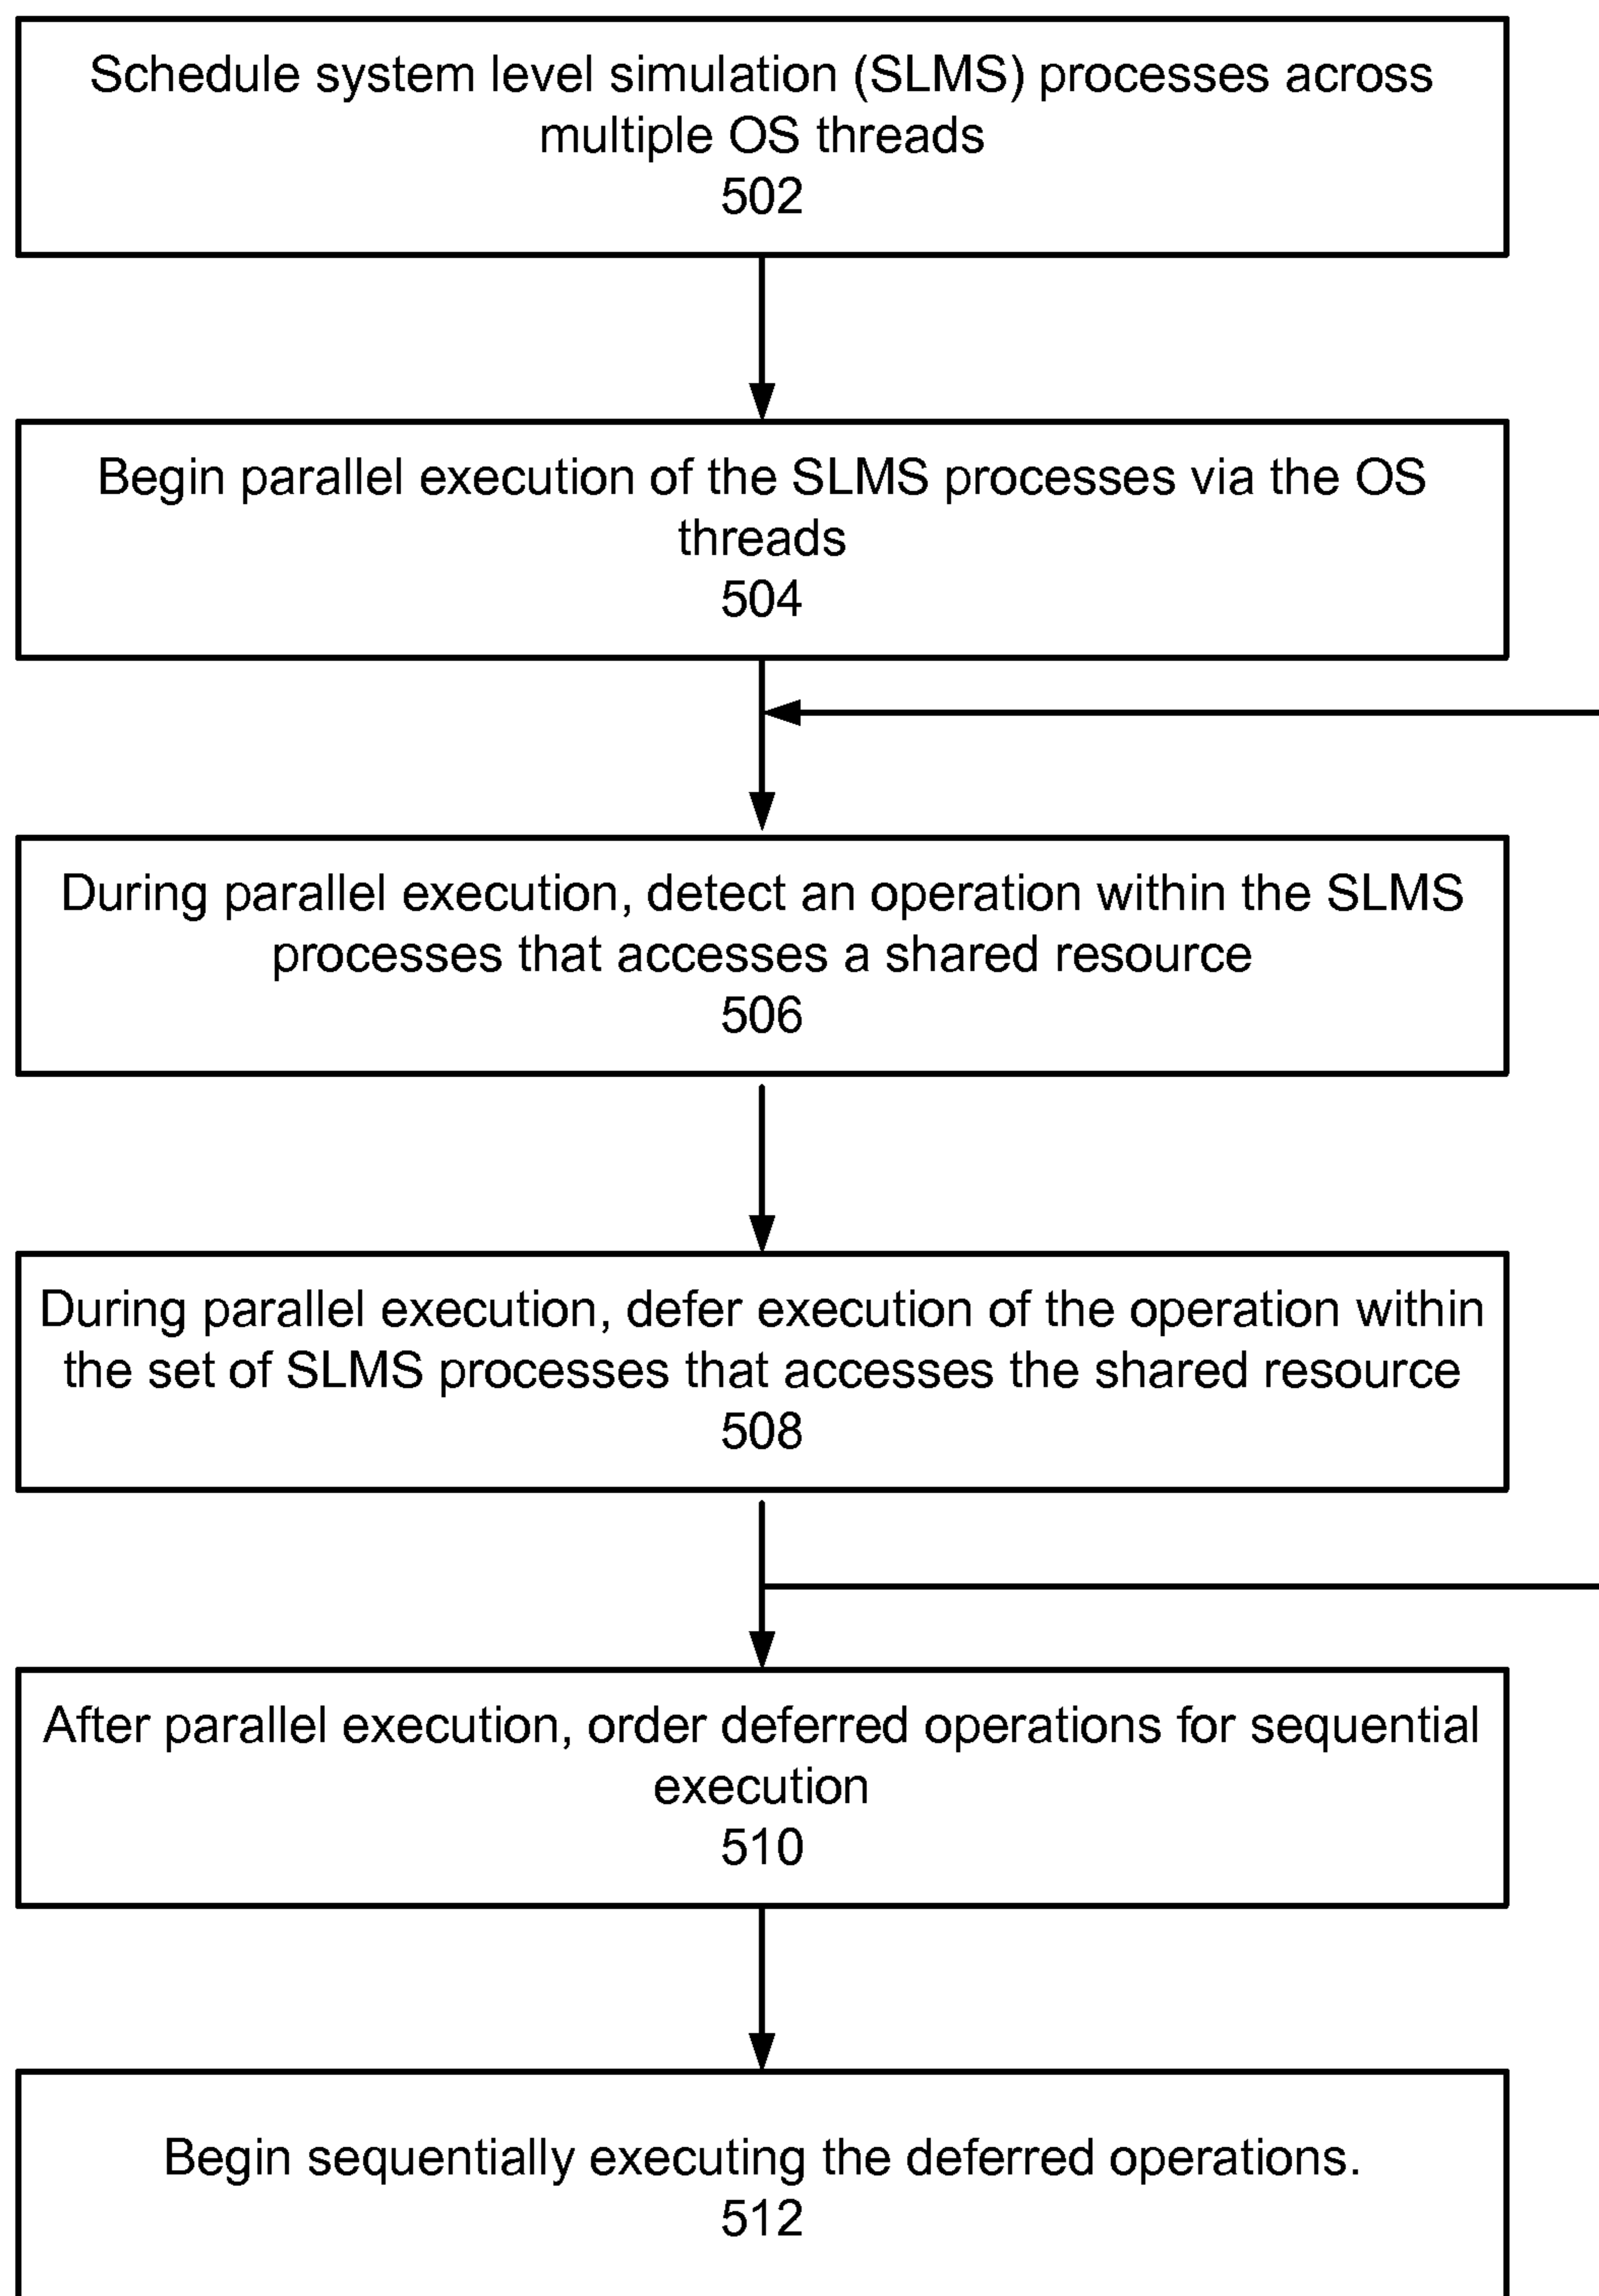 Schedule system level simulation (SLMS) processes across
multiple OS threads
502
Begin parallel execution of the SLMS processes via the OS
threads
504
During parallel execution, detect an operation within the SLMS
processes that accesses a shared resource
506
During parallel execution, defer execution of the operation within
the set of SLMS processes that accesses the shared resource
508
After parallel execution, order deferred operations for sequential
execution
510
Begin sequentially executing the deferred operations.
512